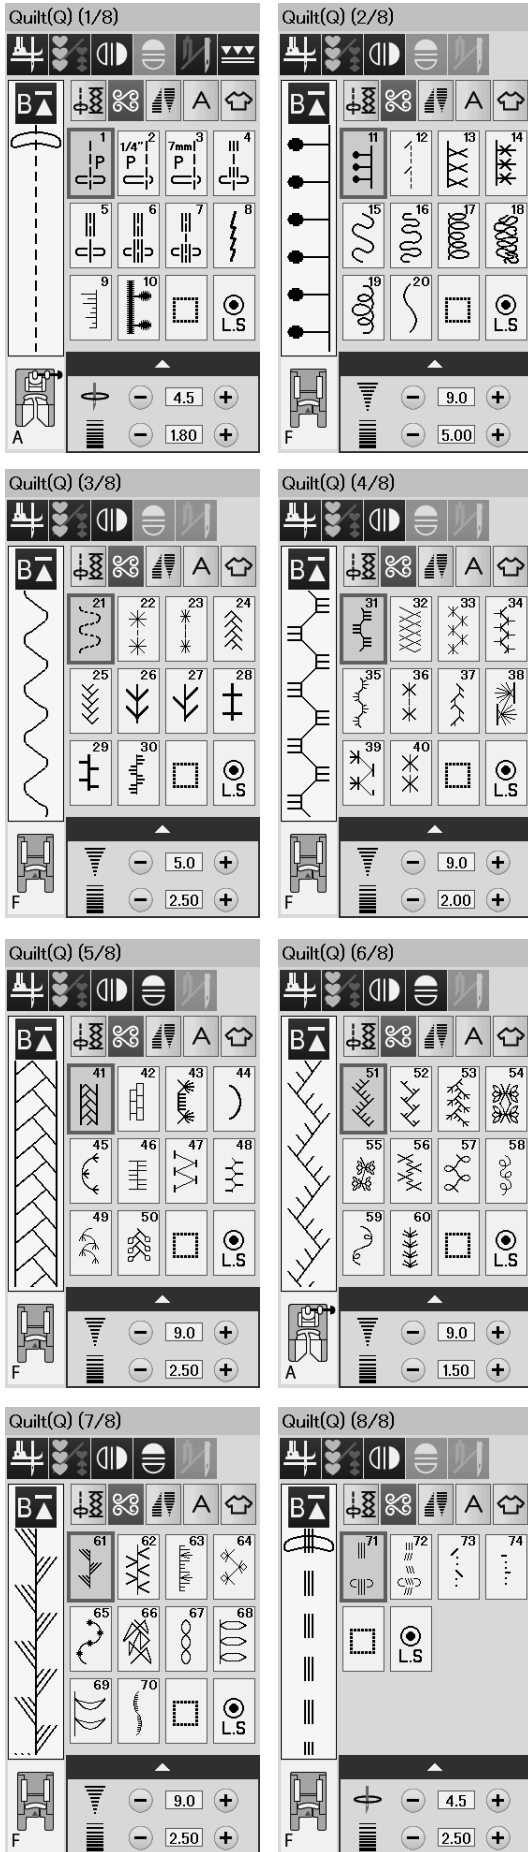 Quilt(Q) (1/8)
B A
1 2 3 4
P 1/4" P 7mm P
5 6 7 8
9 10 L.S
4.5
A 1.80
Quilt(Q) (2/8)
B A
11 12 13 14
15 16 17 18
19 20 L.S
9.0
F 5.00
Quilt(Q) (3/8)
B A
21 22 23 24
25 26 27 28
29 30 L.S
5.0
F 2.50
Quilt(Q) (4/8)
B A
31 32 33 34
35 36 37 38
39 40 L.S
9.0
F 2.00
Quilt(Q) (5/8)
B A
41 42 43 44
45 46 47 48
49 50 L.S
9.0
F 2.50
Quilt(Q) (6/8)
B A
51 52 53 54
55 56 57 58
59 60 L.S
9.0
A 1.50
Quilt(Q) (7/8)
B A
61 62 63 64
65 66 67 68
69 70 L.S
9.0
F 2.50
Quilt(Q) (8/8)
B A
71 72 73 74
L.S
4.5
F 2.50